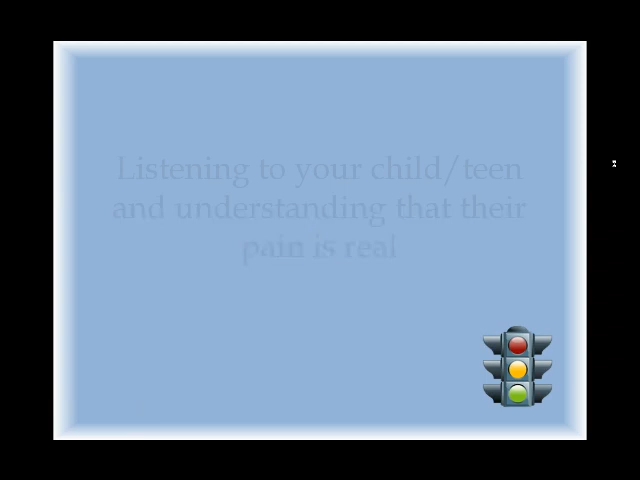 Listening to your child/teen
and understanding that their
pain is real